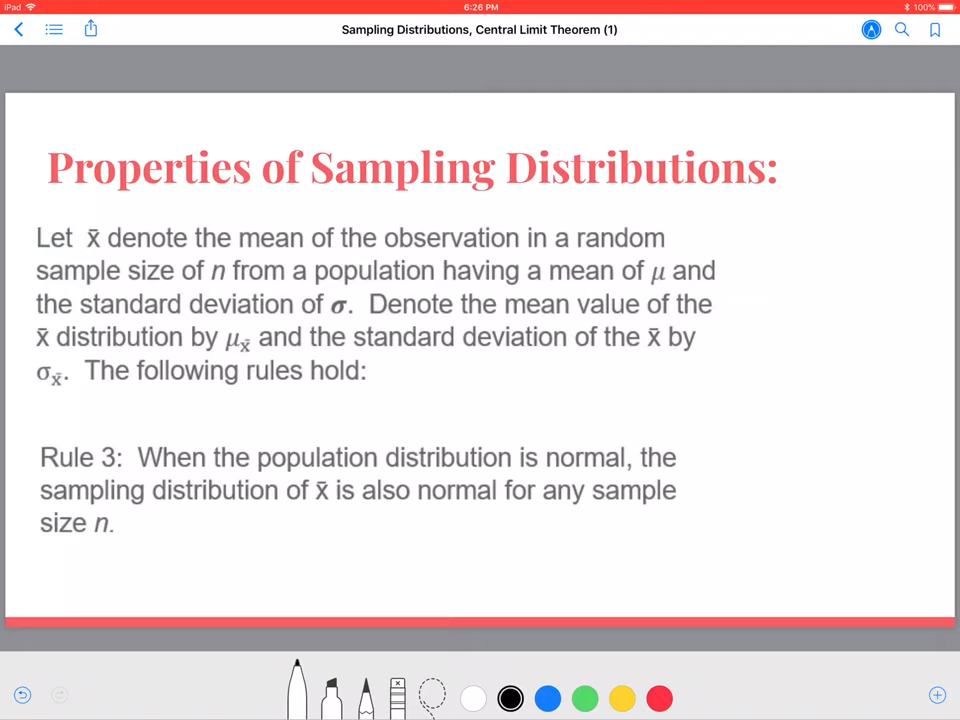 iPad
6:26 PM
100%
Sampling Distributions, Central Limit Theorem (1)
Properties of Sampling Distributions:
Let x̄ denote the mean of the observation in a random
sample size of n from a population having a mean of μ and
the standard deviation of σ. Denote the mean value of the
x̄ distribution by μx̄ and the standard deviation of the x̄ by
σx̄. The following rules hold:
Rule 3: When the population distribution is normal, the
sampling distribution of x̄ is also normal for any sample
size n.